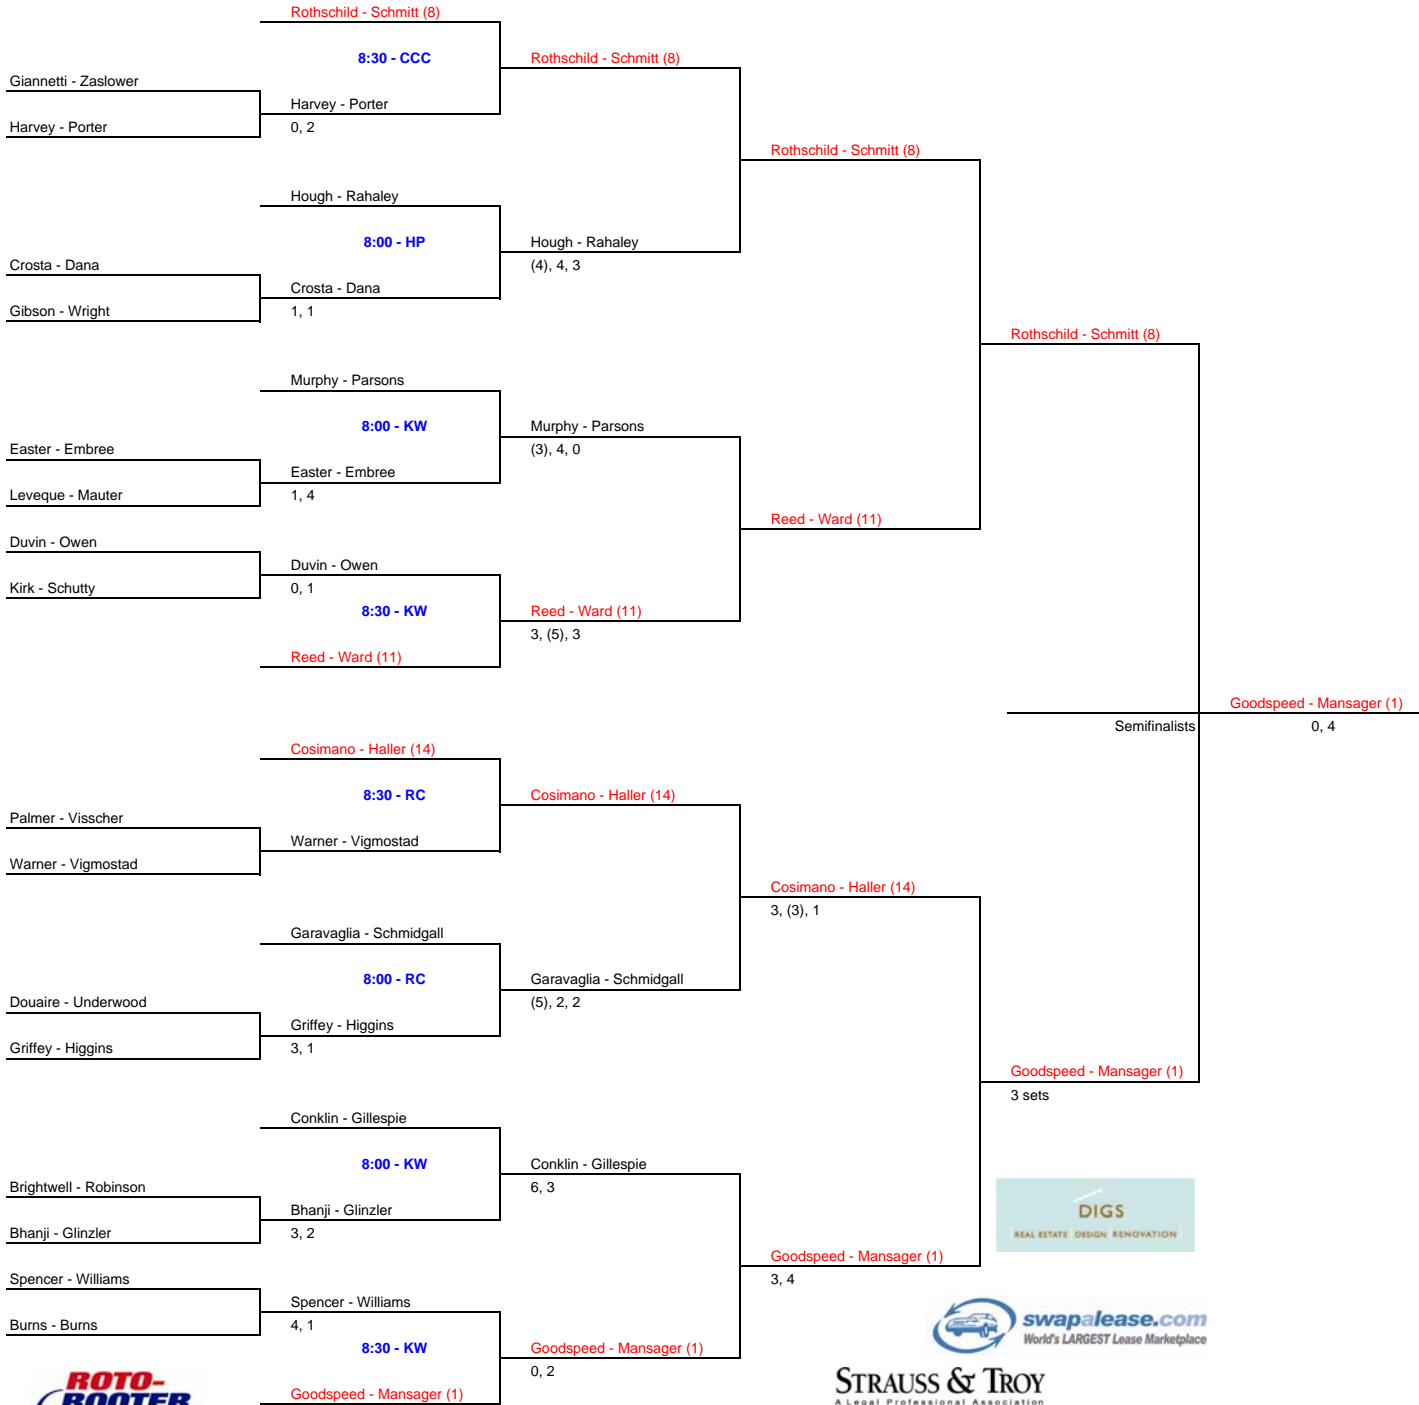 Rothschild - Schmitt (8)
8:30 - CCC
Rothschild - Schmitt (8)
Giannetti - Zaslower
Harvey - Porter
Harvey - Porter
0, 2
Rothschild - Schmitt (8)
Hough - Rahaley
8:00 - HP
Hough - Rahaley
(4), 4, 3
Crosta - Dana
Crosta - Dana
Gibson - Wright
1, 1
Rothschild - Schmitt (8)
Murphy - Parsons
8:00 - KW
Murphy - Parsons
(3), 4, 0
Easter - Embree
Easter - Embree
Leveque - Mauter
1, 4
Reed - Ward (11)
Duvin - Owen
Duvin - Owen
Kirk - Schutty
0, 1
8:30 - KW
Reed - Ward (11)
3, (5), 3
Reed - Ward (11)
Goodspeed - Mansager (1)
Semifinalists
0, 4
Cosimano - Haller (14)
8:30 - RC
Cosimano - Haller (14)
Palmer - Visscher
Warner - Vigmostad
Warner - Vigmostad
Cosimano - Haller (14)
3, (3), 1
Garavaglia - Schmidgall
8:00 - RC
Garavaglia - Schmidgall
(5), 2, 2
Douaire - Underwood
Griffey - Higgins
Griffey - Higgins
3, 1
Goodspeed - Mansager (1)
3 sets
Conklin - Gillespie
8:00 - KW
Conklin - Gillespie
6, 3
Brightwell - Robinson
Bhanji - Glinzler
Bhanji - Glinzler
3, 2
DIGS
REAL ESTATE DESIGN RENOVATION
Goodspeed - Mansager (1)
3, 4
Spencer - Williams
Spencer - Williams
Burns - Burns
4, 1
8:30 - KW
Goodspeed - Mansager (1)
0, 2
swapalease.com
World's LARGEST Lease Marketplace
Goodspeed - Mansager (1)
ROTO-
ROOTER
STRAUSS & TROY
A Legal Professional Association